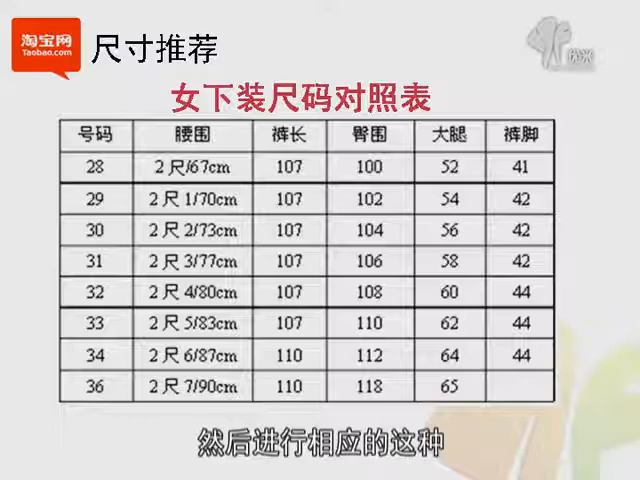 淘宝网
Taobao.com
尺寸推荐
女下装尺码对照表
号码 腰围 裤长 臀围 大腿 裤脚
28 2尺/67cm 107 100 52 41
29 2尺1/70cm 107 102 54 42
30 2尺2/73cm 107 104 56 42
31 2尺3/77cm 107 106 58 42
32 2尺4/80cm 107 108 60 44
33 2尺5/83cm 107 110 62 44
34 2尺6/87cm 110 112 64 44
36 2尺7/90cm 110 118 65
然后进行相应的这种